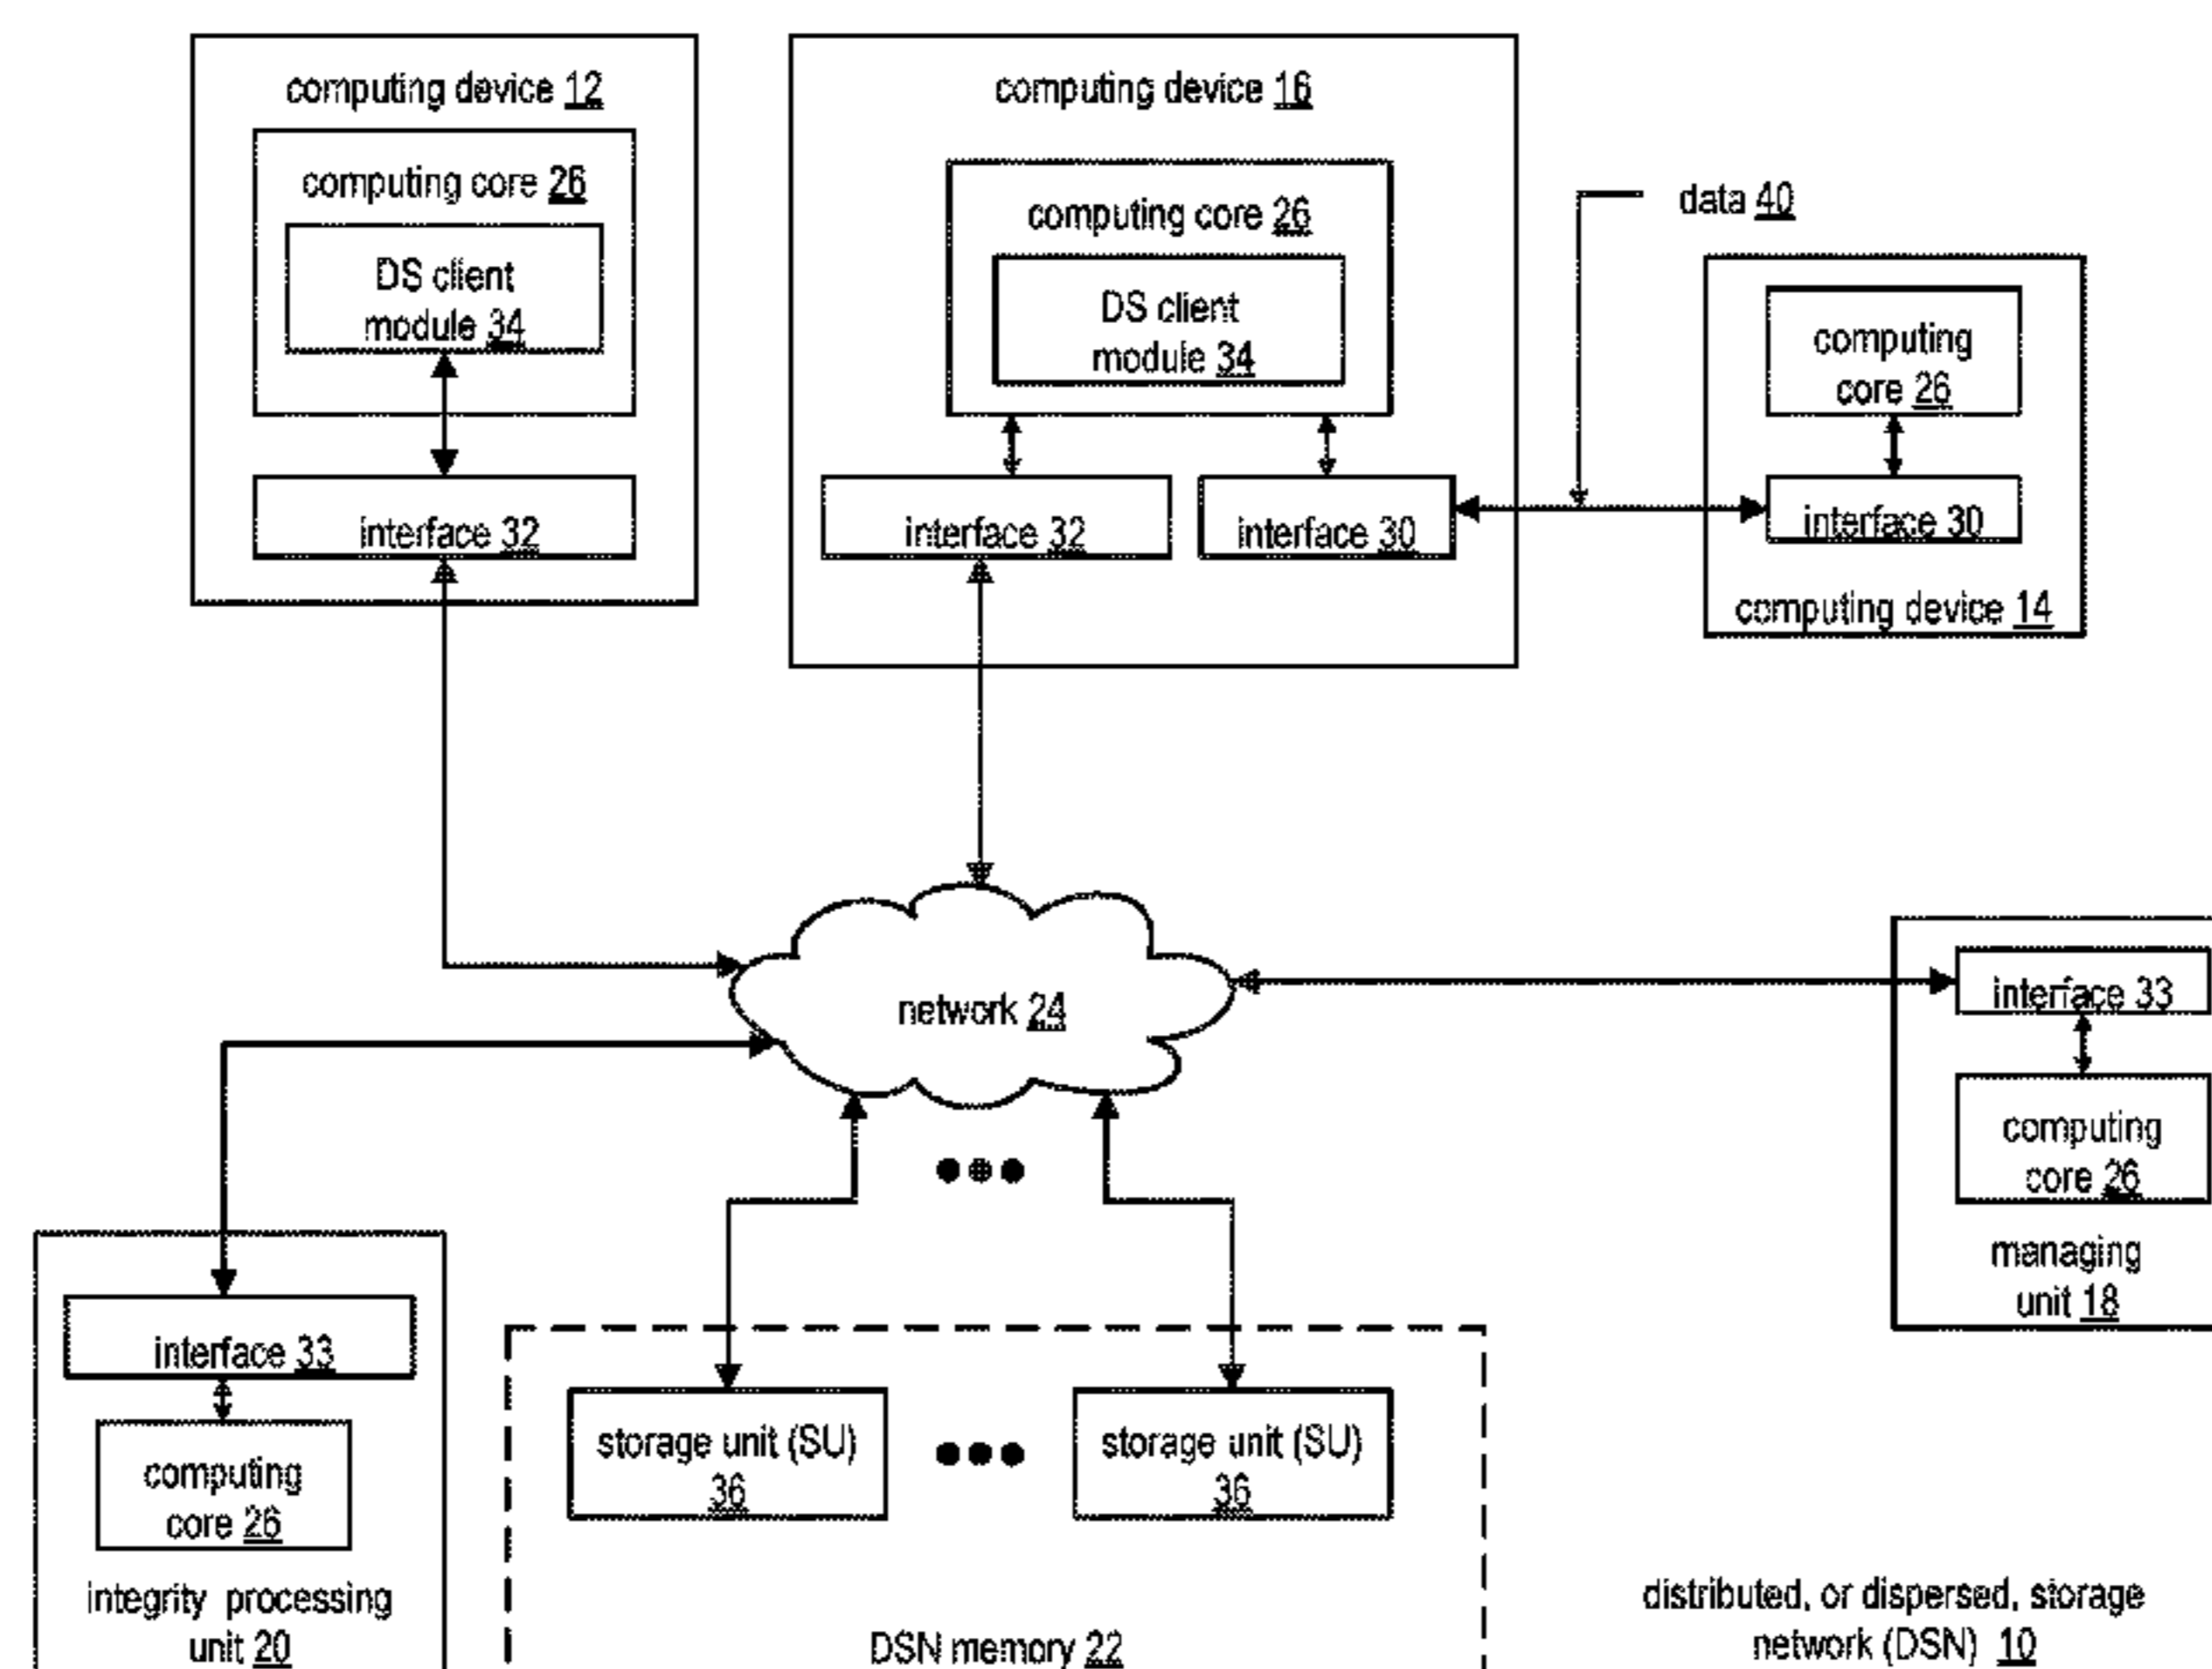 computing device 12
computing core 26
DS client
module 34
interface 32
computing device 16
computing core 26
DS client
module 34
interface 32
interface 30
data 40
computing
core 26
interface 30
computing device 14
network 24
interface 33
computing
core 26
managing
unit 18
interface 33
computing
core 26
integrity processing
unit 20
storage unit (SU)
36
storage unit (SU)
36
DSN memory 22
distributed, or dispersed, storage
network (DSN) 10